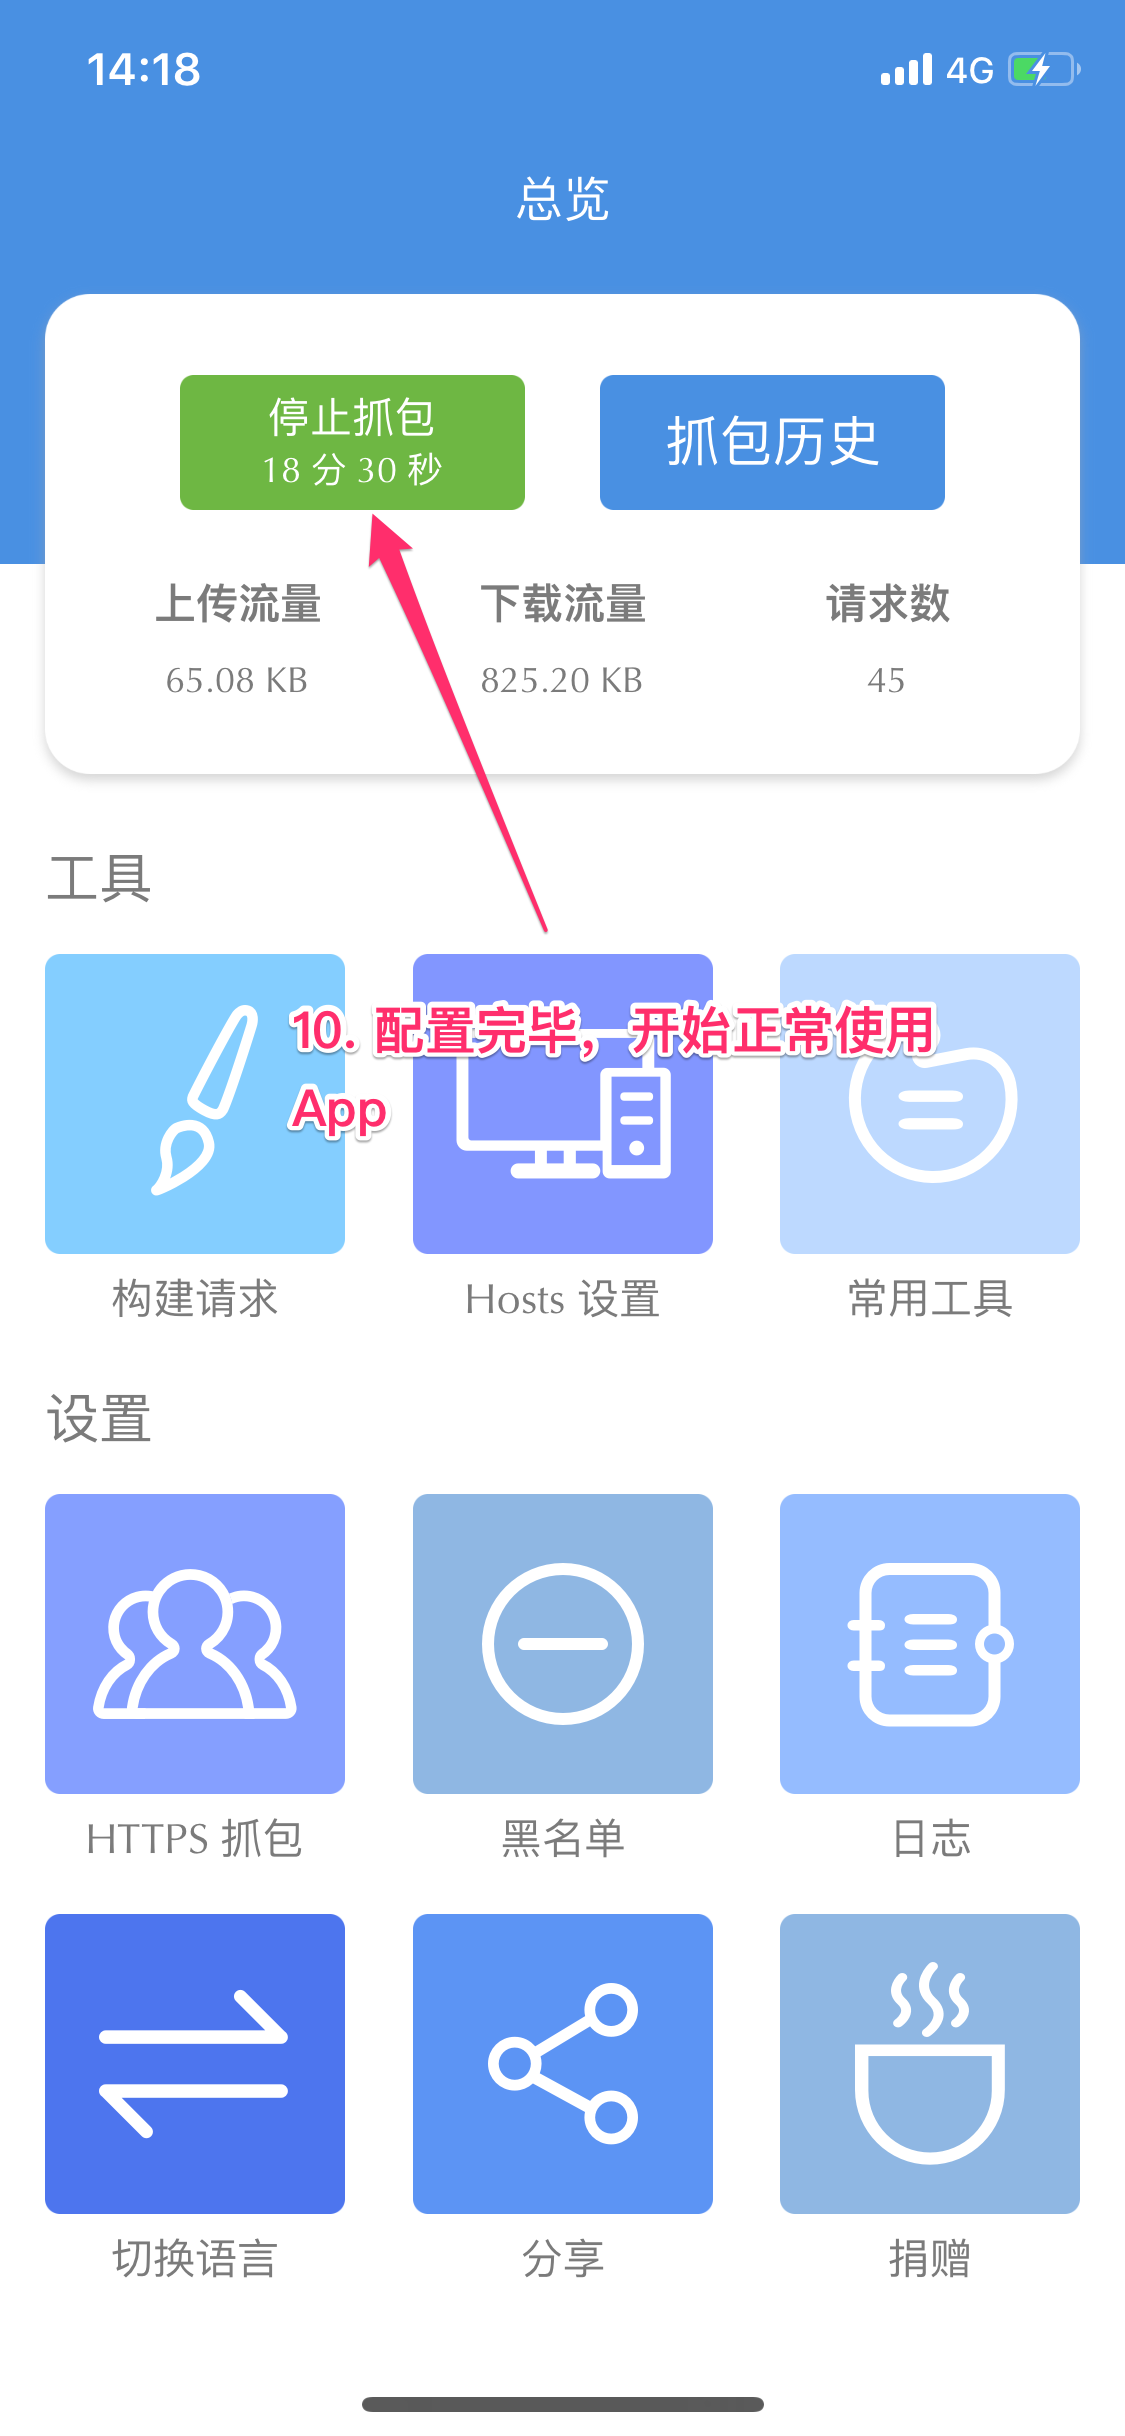 14:18
4G
总览
停止抓包
18 分 30 秒
抓包历史
上传流量
下载流量
请求数
65.08 KB
825.20 KB
45
工具
10. 配置完毕，开始正常使用
App
构建请求
Hosts 设置
常用工具
设置
HTTPS 抓包
黑名单
日志
切换语言
分享
捐赠